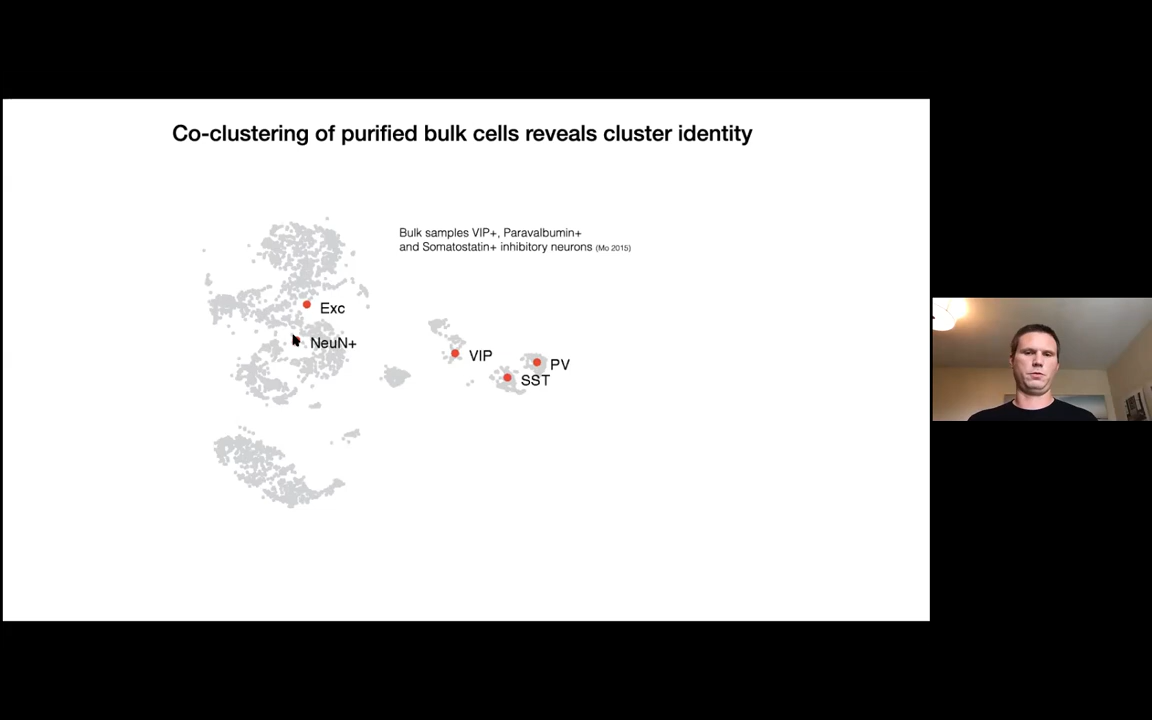 Co-clustering of purified bulk cells reveals cluster identity
Bulk samples VIP+, Paravalbumin+
and Somatostatin+ inhibitory neurons (Mo 2015)
Exc
NeuN+
VIP
PV
SST